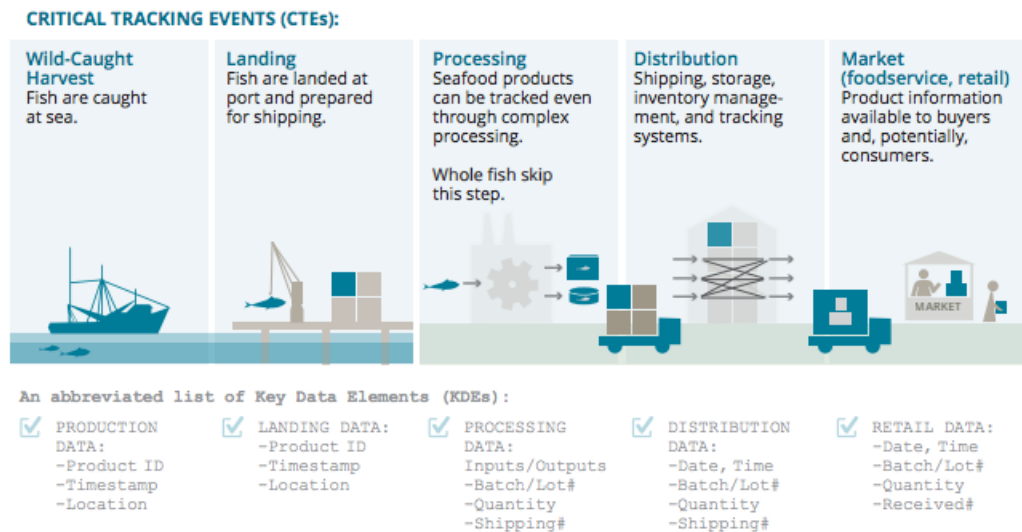 CRITICAL TRACKING EVENTS (CTEs):
Wild-Caught
Harvest
Fish are caught
at sea.
Landing
Fish are landed at
port and prepared
for shipping.
Processing
Seafood products
can be tracked even
through complex
processing.
Whole fish skip
this step.
Distribution
Shipping, storage,
inventory manage-
ment, and tracking
systems.
Market
(foodservice, retail)
Product information
available to buyers
and, potentially,
consumers.
MARKET
An abbreviated list of Key Data Elements (KDEs):
PRODUCTION
DATA:
-Product ID
-Timestamp
-Location
LANDING DATA:
-Product ID
-Timestamp
-Location
PROCESSING
DATA:
Inputs/Outputs
-Batch/Lot#
-Quantity
-Shipping#
DISTRIBUTION
DATA:
-Date, Time
-Batch/Lot#
-Quantity
-Shipping#
RETAIL DATA:
-Date, Time
-Batch/Lot#
-Quantity
-Received#